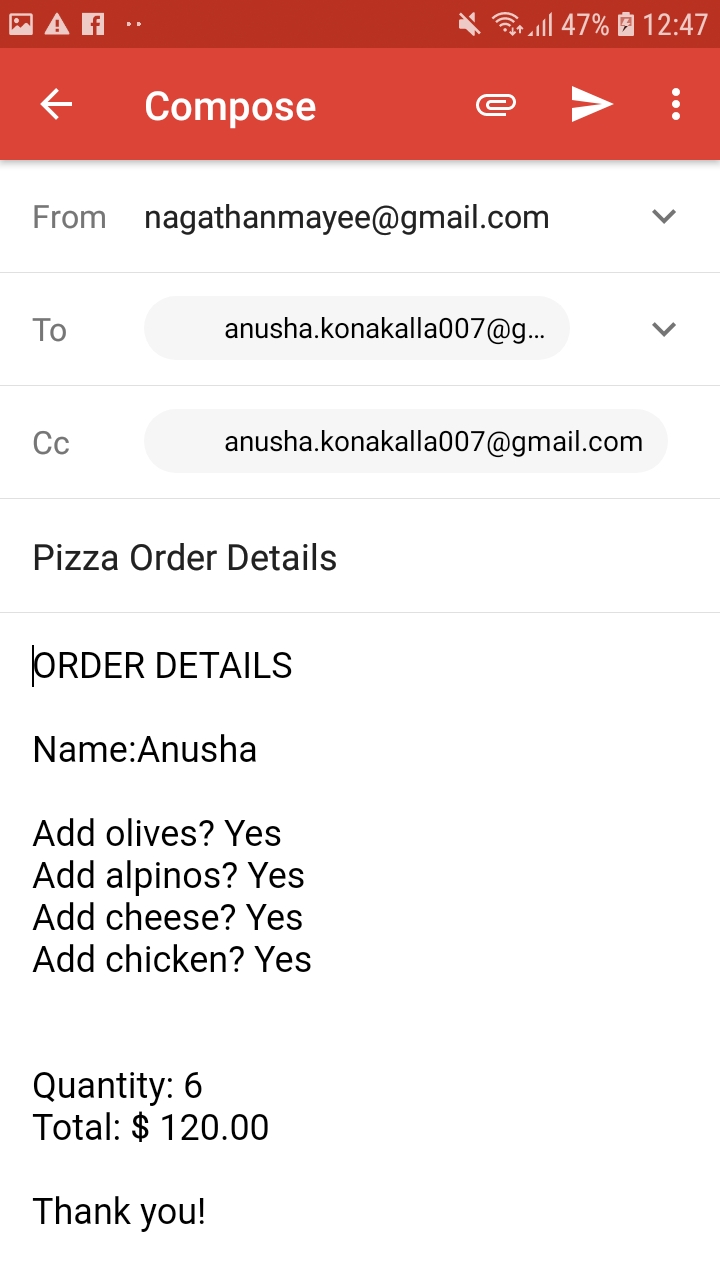 47% 12:47
Compose
From nagathanmayee@gmail.com
To anusha.konakalla007@g...
Cc anusha.konakalla007@gmail.com
Pizza Order Details
ORDER DETAILS
Name:Anusha
Add olives? Yes
Add alpinos? Yes
Add cheese? Yes
Add chicken? Yes
Quantity: 6
Total: $ 120.00
Thank you!